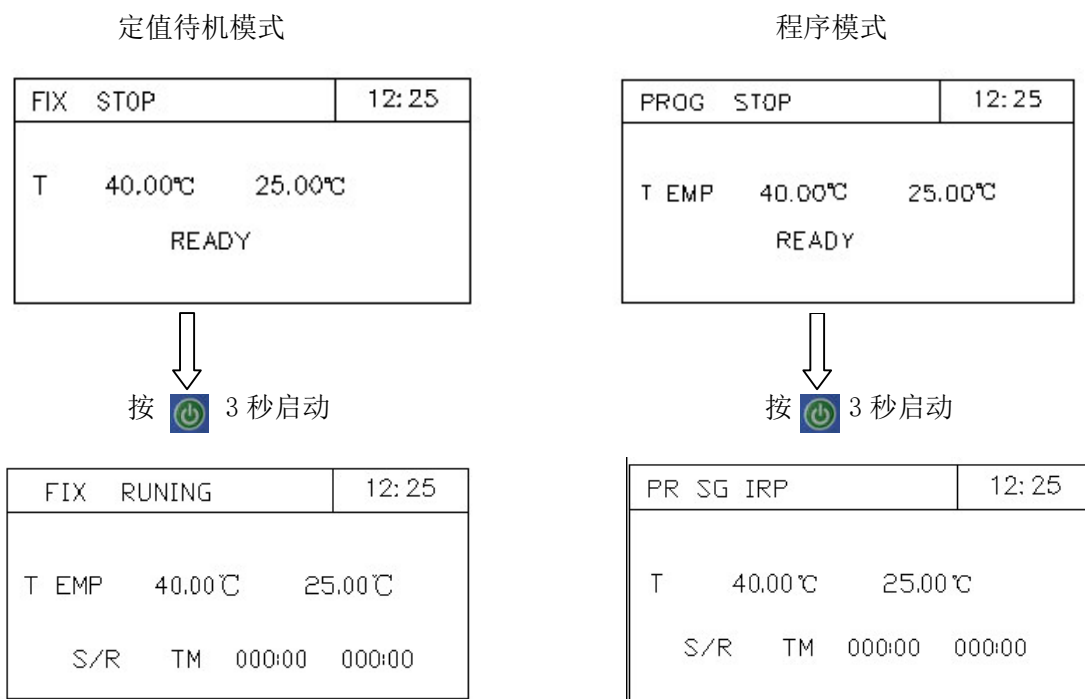 定值待机模式
FIX STOP 12:25
T 40.00℃ 25.00℃
READY
按 3秒启动
FIX RUNING 12:25
T EMP 40.00℃ 25.00℃
S/R TM 000:00 000:00
程序模式
PROG STOP 12:25
T EMP 40.00℃ 25.00℃
READY
按 3秒启动
PR SG IRP 12:25
T 40.00℃ 25.00℃
S/R TM 000:00 000:00